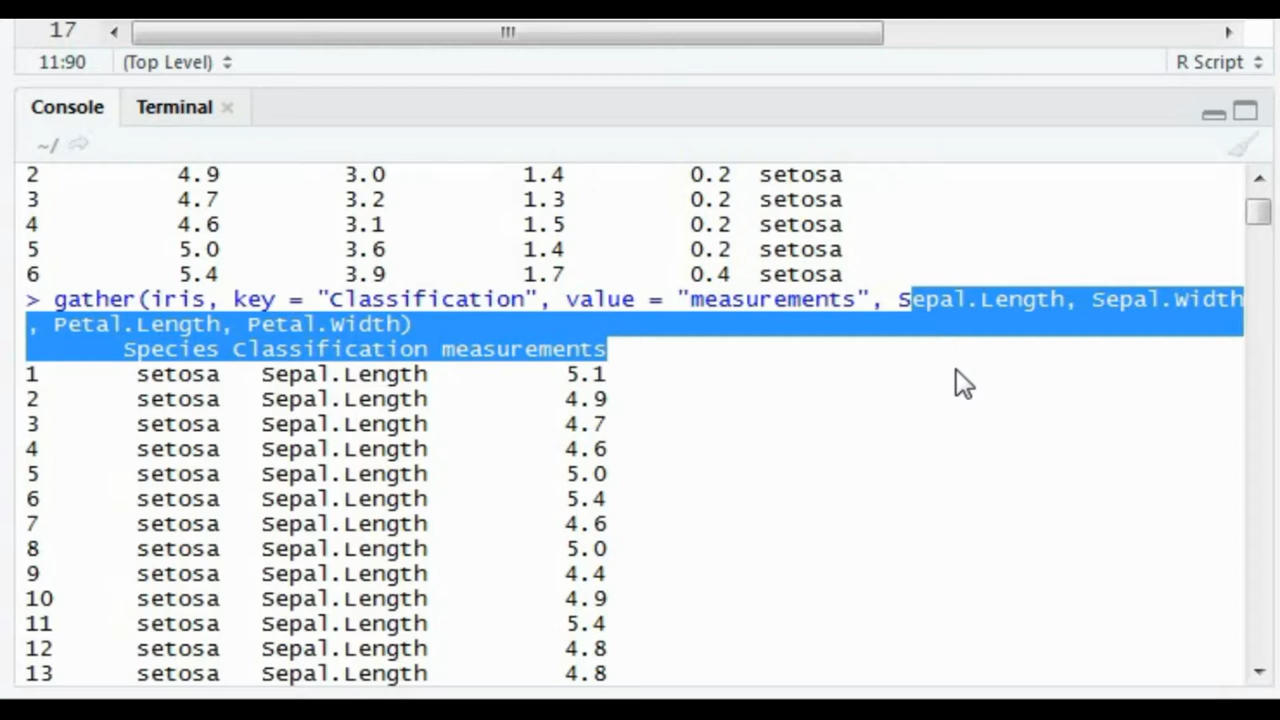 17
11:90 (Top Level) R Script
Console Terminal
~/
2 4.9 3.0 1.4 0.2 setosa
3 4.7 3.2 1.3 0.2 setosa
4 4.6 3.1 1.5 0.2 setosa
5 5.0 3.6 1.4 0.2 setosa
6 5.4 3.9 1.7 0.4 setosa
> gather(iris, key = "Classification", value = "measurements", Sepal.Length, Sepal.Width
, Petal.Length, Petal.Width)
Species Classification measurements
1 setosa Sepal.Length 5.1
2 setosa Sepal.Length 4.9
3 setosa Sepal.Length 4.7
4 setosa Sepal.Length 4.6
5 setosa Sepal.Length 5.0
6 setosa Sepal.Length 5.4
7 setosa Sepal.Length 4.6
8 setosa Sepal.Length 5.0
9 setosa Sepal.Length 4.4
10 setosa Sepal.Length 4.9
11 setosa Sepal.Length 5.4
12 setosa Sepal.Length 4.8
13 setosa Sepal.Length 4.8